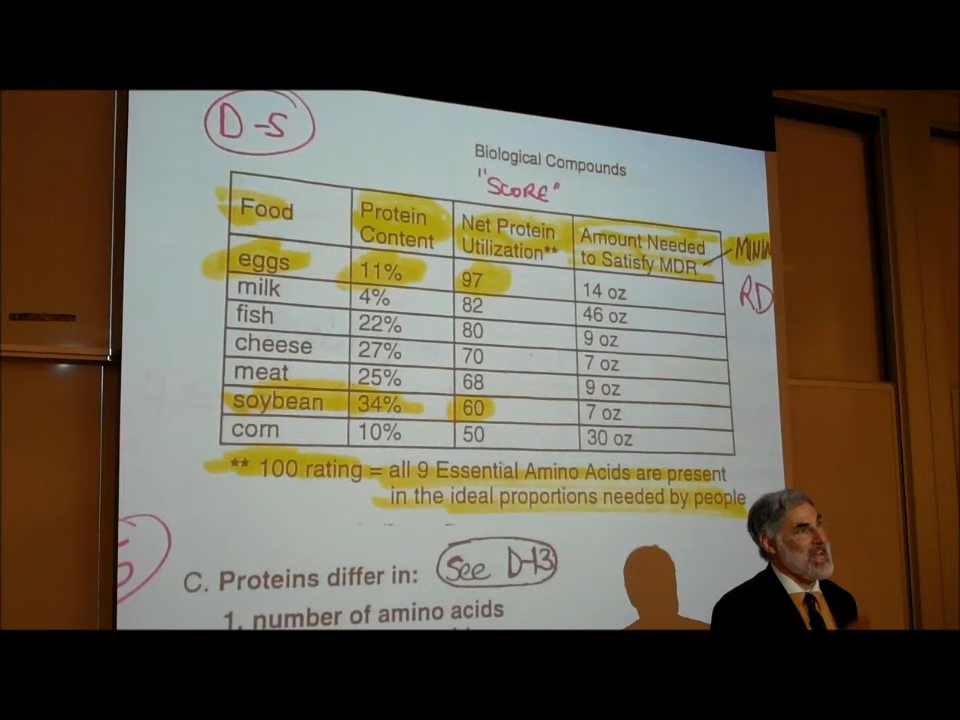 D-5
Biological Compounds
"SCORE"
Food Protein Content Net Protein Utilization** Amount Needed to Satisfy MDR
RD
eggs 11% 97 14 oz
milk 4% 82 46 oz
fish 22% 80 9 oz
cheese 27% 70 7 oz
meat 25% 68 9 oz
soybean 34% 60 7 oz
corn 10% 50 30 oz
** 100 rating = all 9 Essential Amino Acids are present
in the ideal proportions needed by people
5
See D-13
C. Proteins differ in:
1. number of amino acids